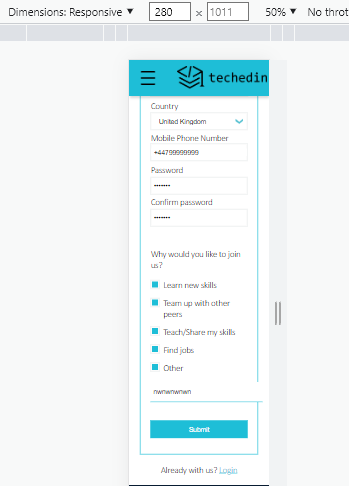 Dimensions: Responsive ▼ 280 × 1011 50% ▼ No throt
techedin
Country
United Kingdom
Mobile Phone Number
+44799999999
Password
•••••••
Confirm password
•••••••
Why would you like to join
us?
Learn new skills
Team up with other
peers
Teach/Share my skills
Find jobs
Other
nwnwnwnwn
Submit
Already with us? Login